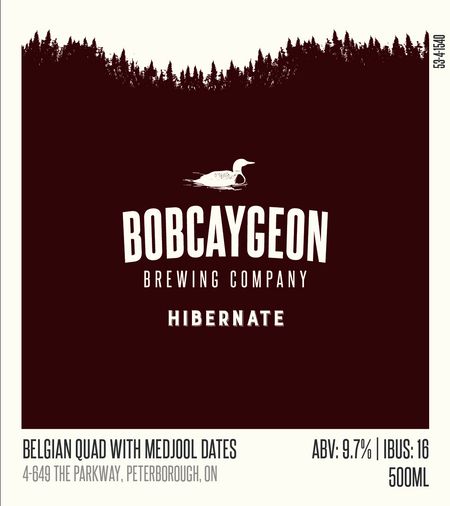 53-4-1540
BOBCAYGEON
BREWING COMPANY
HIBERNATE
BELGIAN QUAD WITH MEDJOOL DATES
ABV: 9.7% | IBUS: 16
4-649 THE PARKWAY, PETERBOROUGH, ON
500ML